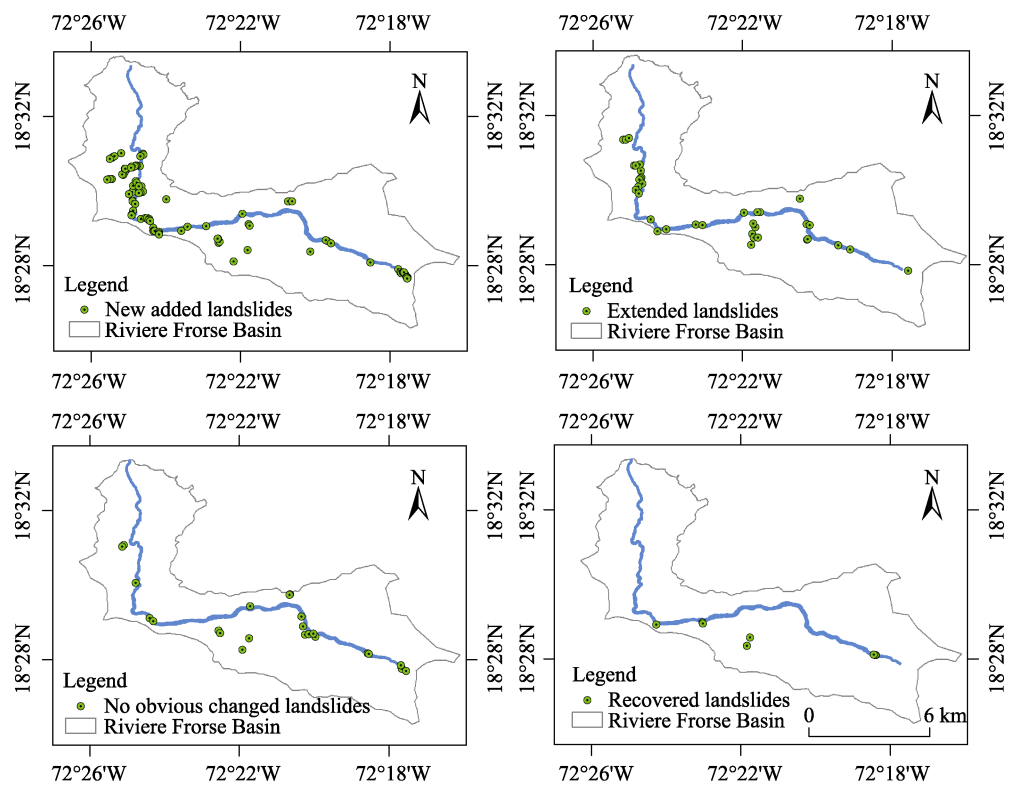 72°26'W 72°22'W 72°18'W 72°26'W 72°22'W 72°18'W
N N
18°32'N 18°32'N 18°32'N 18°32'N
18°28'N 18°28'N 18°28'N 18°28'N
Legend
New added landslides
Riviere Frorse Basin
Legend
Extended landslides
Riviere Frorse Basin
72°26'W 72°22'W 72°18'W 72°26'W 72°22'W 72°18'W
72°26'W 72°22'W 72°18'W 72°26'W 72°22'W 72°18'W
N N
18°32'N 18°32'N 18°32'N 18°32'N
18°28'N 18°28'N 18°28'N 18°28'N
Legend
No obvious changed landslides
Riviere Frorse Basin
Legend
Recovered landslides
Riviere Frorse Basin
0 6 km
72°26'W 72°22'W 72°18'W 72°26'W 72°22'W 72°18'W